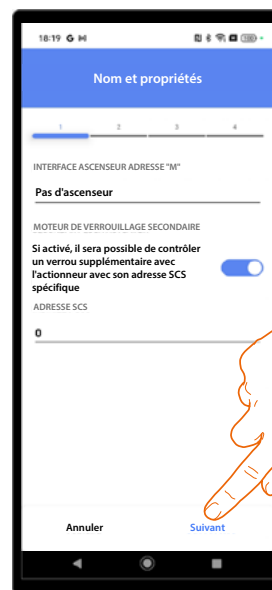 18:19 G M
100
Nom et propriétés
1 2 3 4
INTERFACE ASCENSEUR ADRESSE "M"
Pas d'ascenseur
MOTEUR DE VERROUILLAGE SECONDAIRE
Si activé, il sera possible de contrôler
un verrou supplémentaire avec
l'actionneur avec son adresse SCS
spécifique
ADRESSE SCS
0
Annuler Suivant